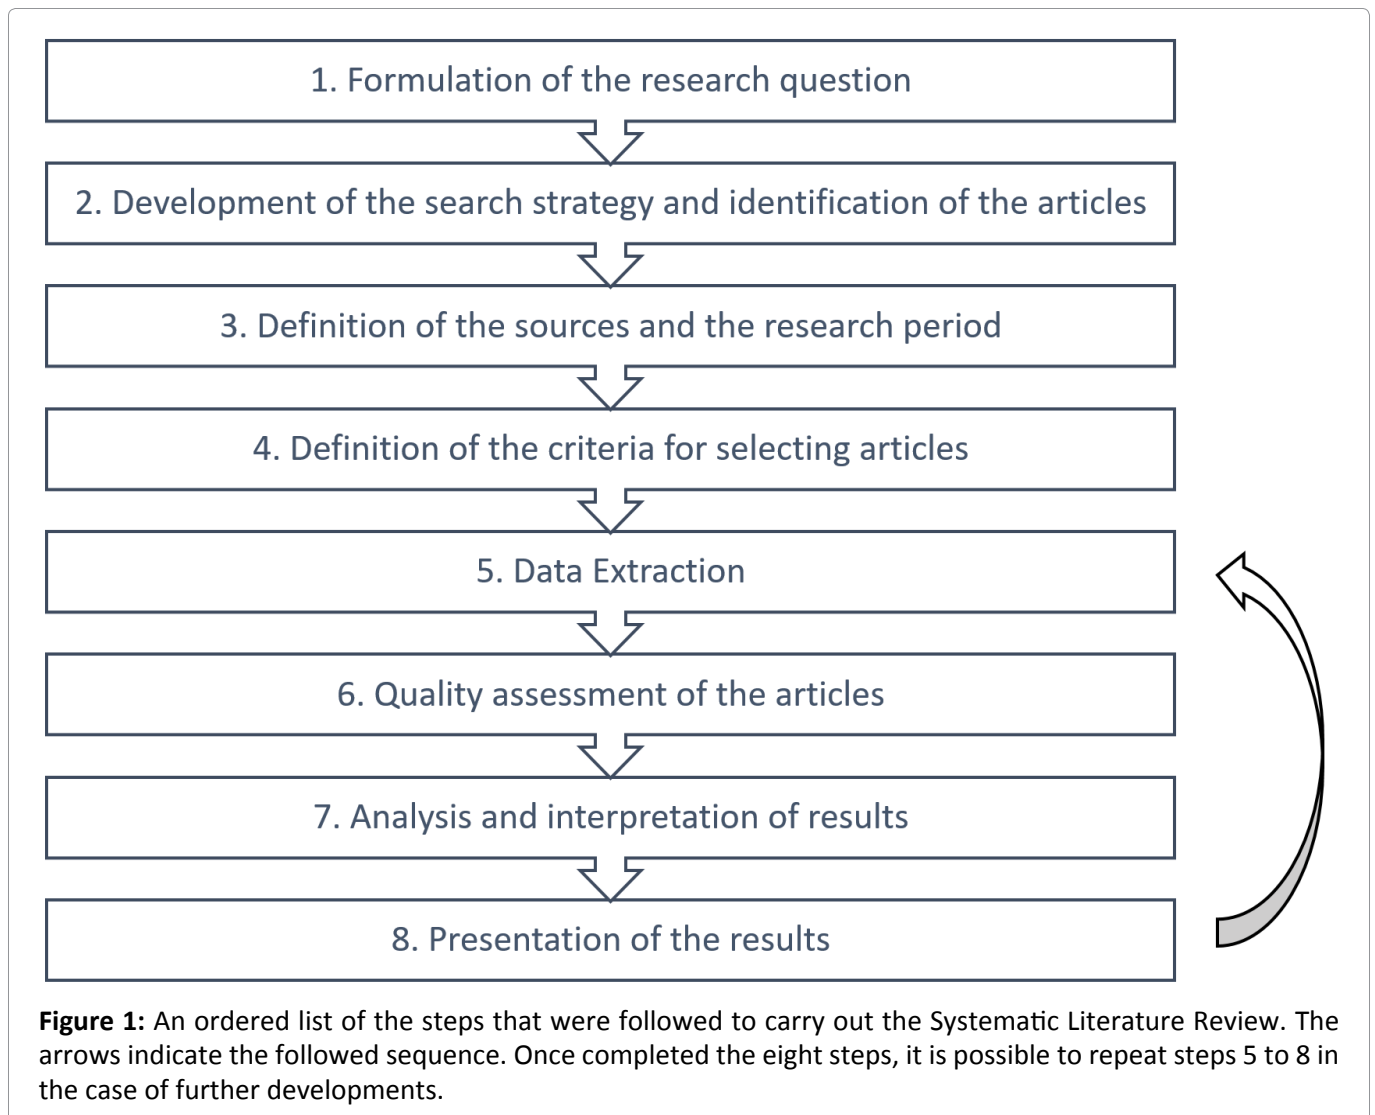 1. Formulation of the research question
2. Development of the search strategy and identification of the articles
3. Definition of the sources and the research period
4. Definition of the criteria for selecting articles
5. Data Extraction
6. Quality assessment of the articles
7. Analysis and interpretation of results
8. Presentation of the results
Figure 1: An ordered list of the steps that were followed to carry out the Systematic Literature Review. The
arrows indicate the followed sequence. Once completed the eight steps, it is possible to repeat steps 5 to 8 in
the case of further developments.